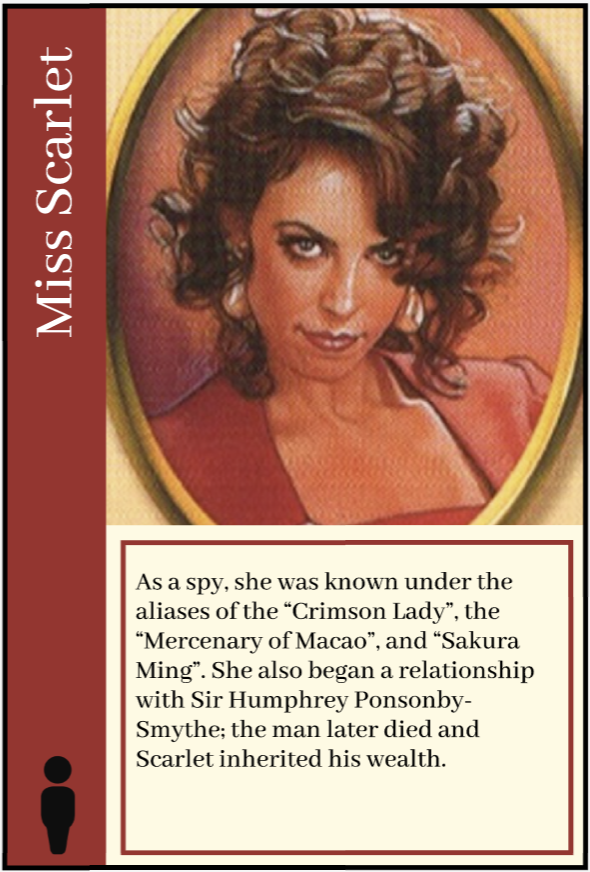 Miss Scarlet
As a spy, she was known under the
aliases of the “Crimson Lady”, the
“Mercenary of Macao”, and “Sakura
Ming”. She also began a relationship
with Sir Humphrey Ponsonby-
Smythe; the man later died and
Scarlet inherited his wealth.